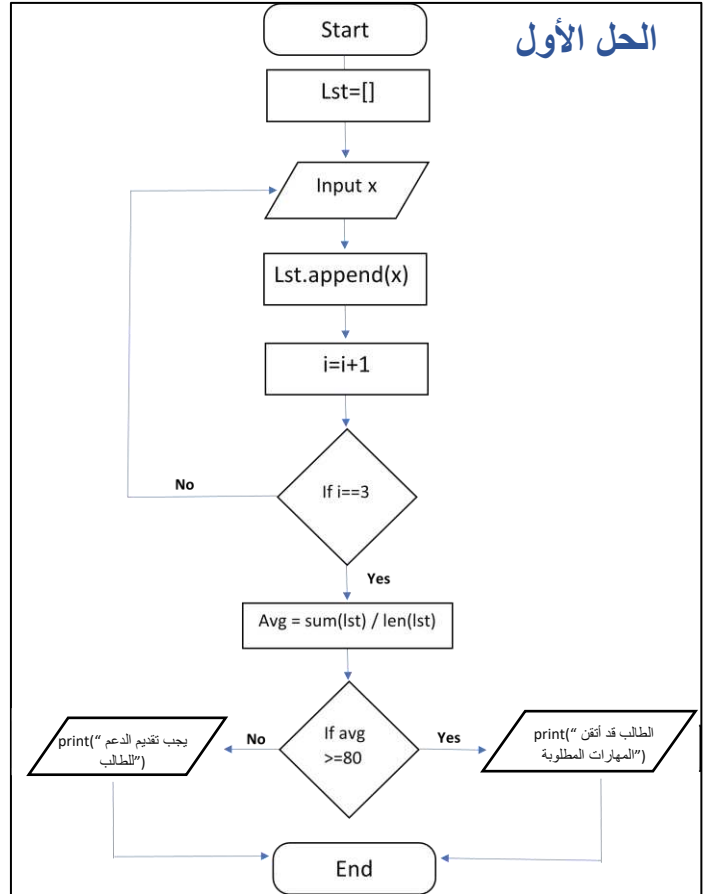 الحل الأول
Start
Lst=[]
Input x
Lst.append(x)
i=i+1
If i==3
No
Yes
Avg = sum(lst) / len(lst)
If avg
>=80
No
Yes
print(“ يجب تقديم الدعم
للطالب”)
print(“ الطالب قد أتقن
المهارات المطلوبة”)
End